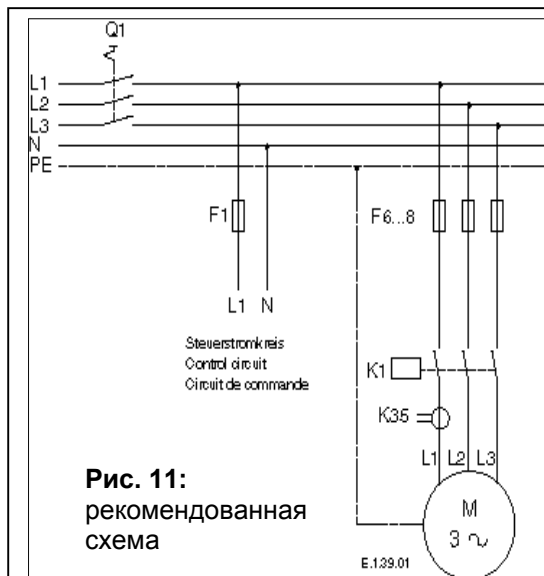 Q1
L1
L2
L3
N
PE
F1
F6...8
L1 N
Steuerstromkreis
Control circuit
Circuit de commande
K1
K35
L1 L2 L3
M
3 ~
E.1.39.01
Рис. 11:
рекомендованная
схема